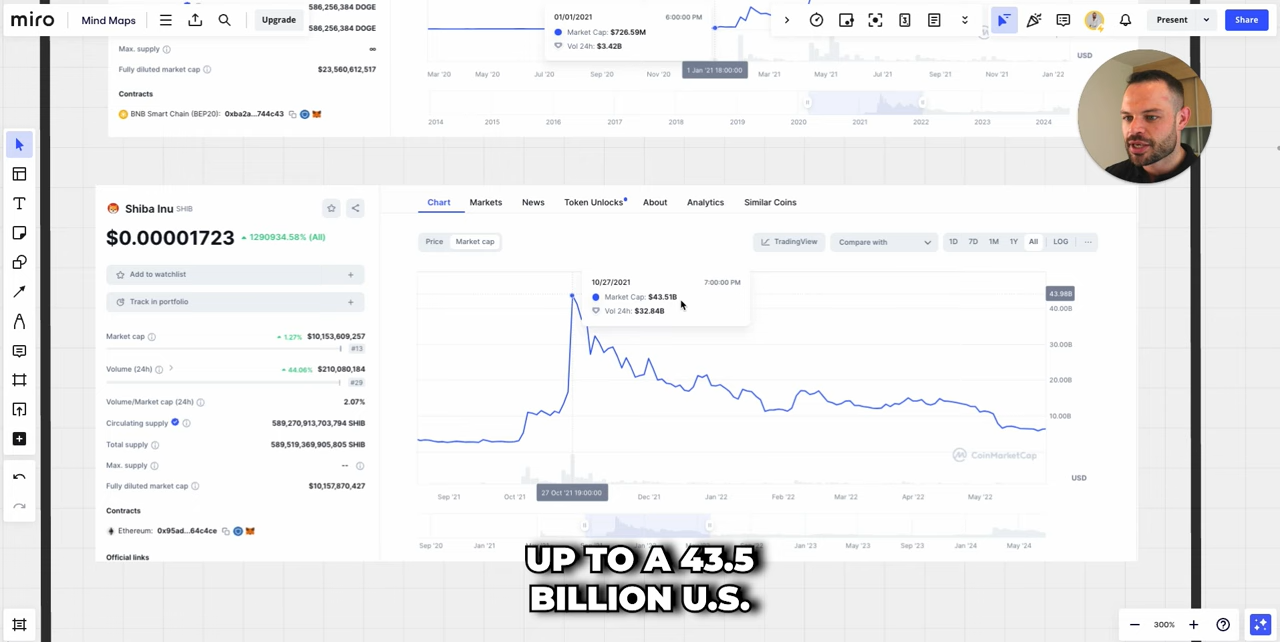 miro
Mind Maps
Upgrade
3
Present
Share
586,256,384 DOGE
586,256,384 DOGE
Max. supply
∞
Fully diluted market cap
$23,560,612,517
Contracts
BNB Smart Chain (BEP20): 0xba2a...744c43
01/01/2021 6:00:00 PM
Market Cap: $726.59M
Vol 24h: $3.42B
USD
Mar '20 May '20 Jul '20 Sep '20 Nov '20 1 Jan '21 18:00:00 Mar '21 May '21 Jul '21 Sep '21 Nov '21 Jan '22
2014 2015 2016 2017 2018 2019 2020 2021 2022 2023 2024
Shiba Inu SHIB
$0.00001723 1290934.58% (All)
Add to watchlist +
Track in portfolio +
Market cap 1.27% $10,153,609,257
#13
Volume (24h) 44.06% $210,080,184
#29
Volume/Market cap (24h) 2.07%
Circulating supply 589,270,913,703,794 SHIB
Total supply 589,519,369,905,805 SHIB
Max. supply --
Fully diluted market cap $10,157,870,427
Contracts
Ethereum: 0x95ad...64c4ce
Official links
Chart Markets News Token Unlocks About Analytics Similar Coins
Price Market cap
TradingView Compare with 1D 7D 1M 1Y All LOG ...
10/27/2021 7:00:00 PM
Market Cap: $43.51B
Vol 24h: $32.84B
43.98B
40.00B
30.00B
20.00B
10.00B
CoinMarketCap
USD
Sep '21 Oct '21 27 Oct '21 19:00:00 Dec '21 Jan '22 Feb '22 Mar '22 Apr '22 May '22
Sep '20 Jan '21 Jan '22 May '22 Sep '22 Jan '23 May '23 Sep '23 Jan '24 May '24
UP TO A 43.5
BILLION U.S.
300%